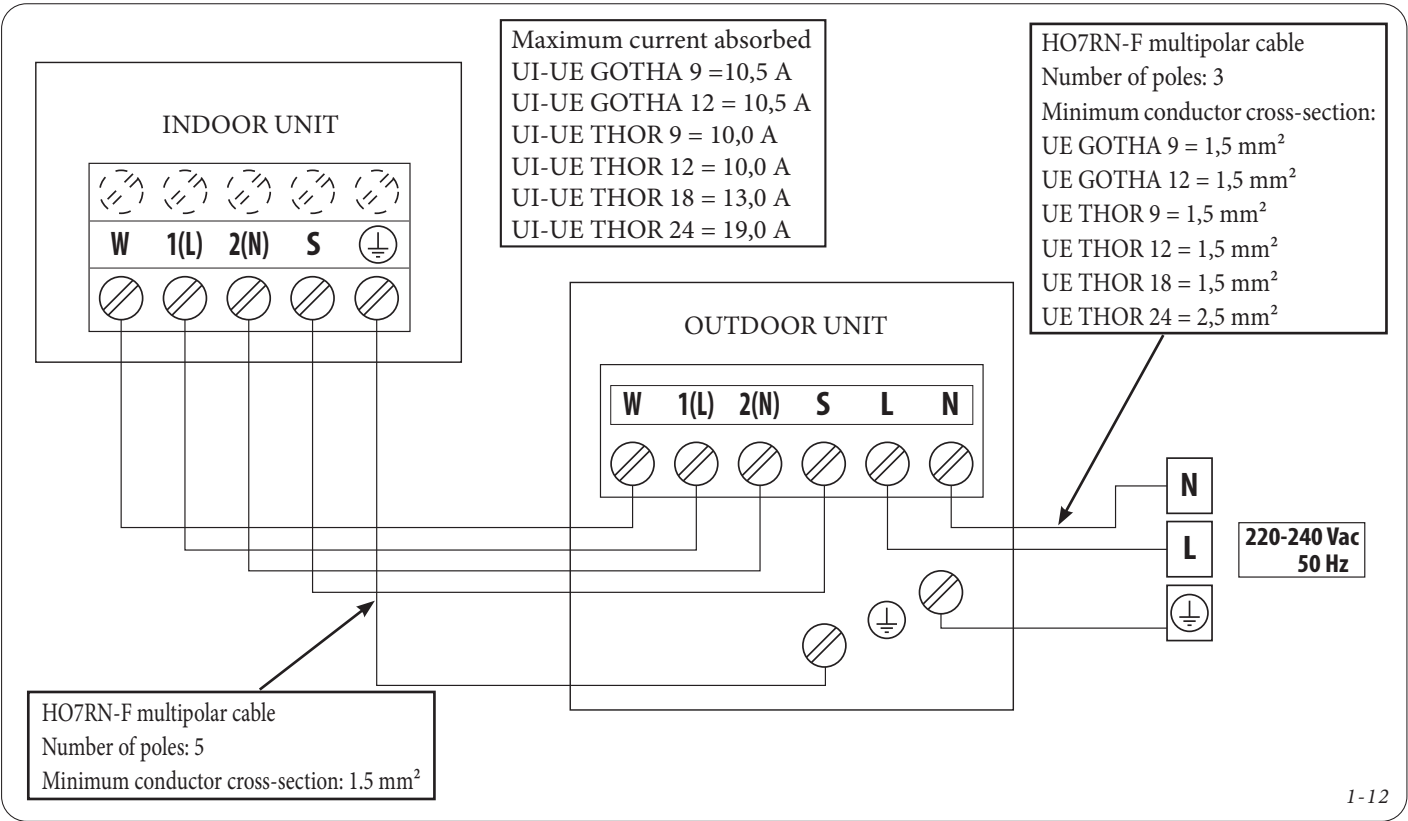 Maximum current absorbed
UI-UE GOTHA 9 =10,5 A
UI-UE GOTHA 12 = 10,5 A
UI-UE THOR 9 = 10,0 A
UI-UE THOR 12 = 10,0 A
UI-UE THOR 18 = 13,0 A
UI-UE THOR 24 = 19,0 A
HO7RN-F multipolar cable
Number of poles: 3
Minimum conductor cross-section:
UE GOTHA 9 = 1,5 mm²
UE GOTHA 12 = 1,5 mm²
UE THOR 9 = 1,5 mm²
UE THOR 12 = 1,5 mm²
UE THOR 18 = 1,5 mm²
UE THOR 24 = 2,5 mm²
INDOOR UNIT
W 1(L) 2(N) S
OUTDOOR UNIT
W 1(L) 2(N) S L N
N
L
220-240 Vac
50 Hz
HO7RN-F multipolar cable
Number of poles: 5
Minimum conductor cross-section: 1.5 mm²
1-12